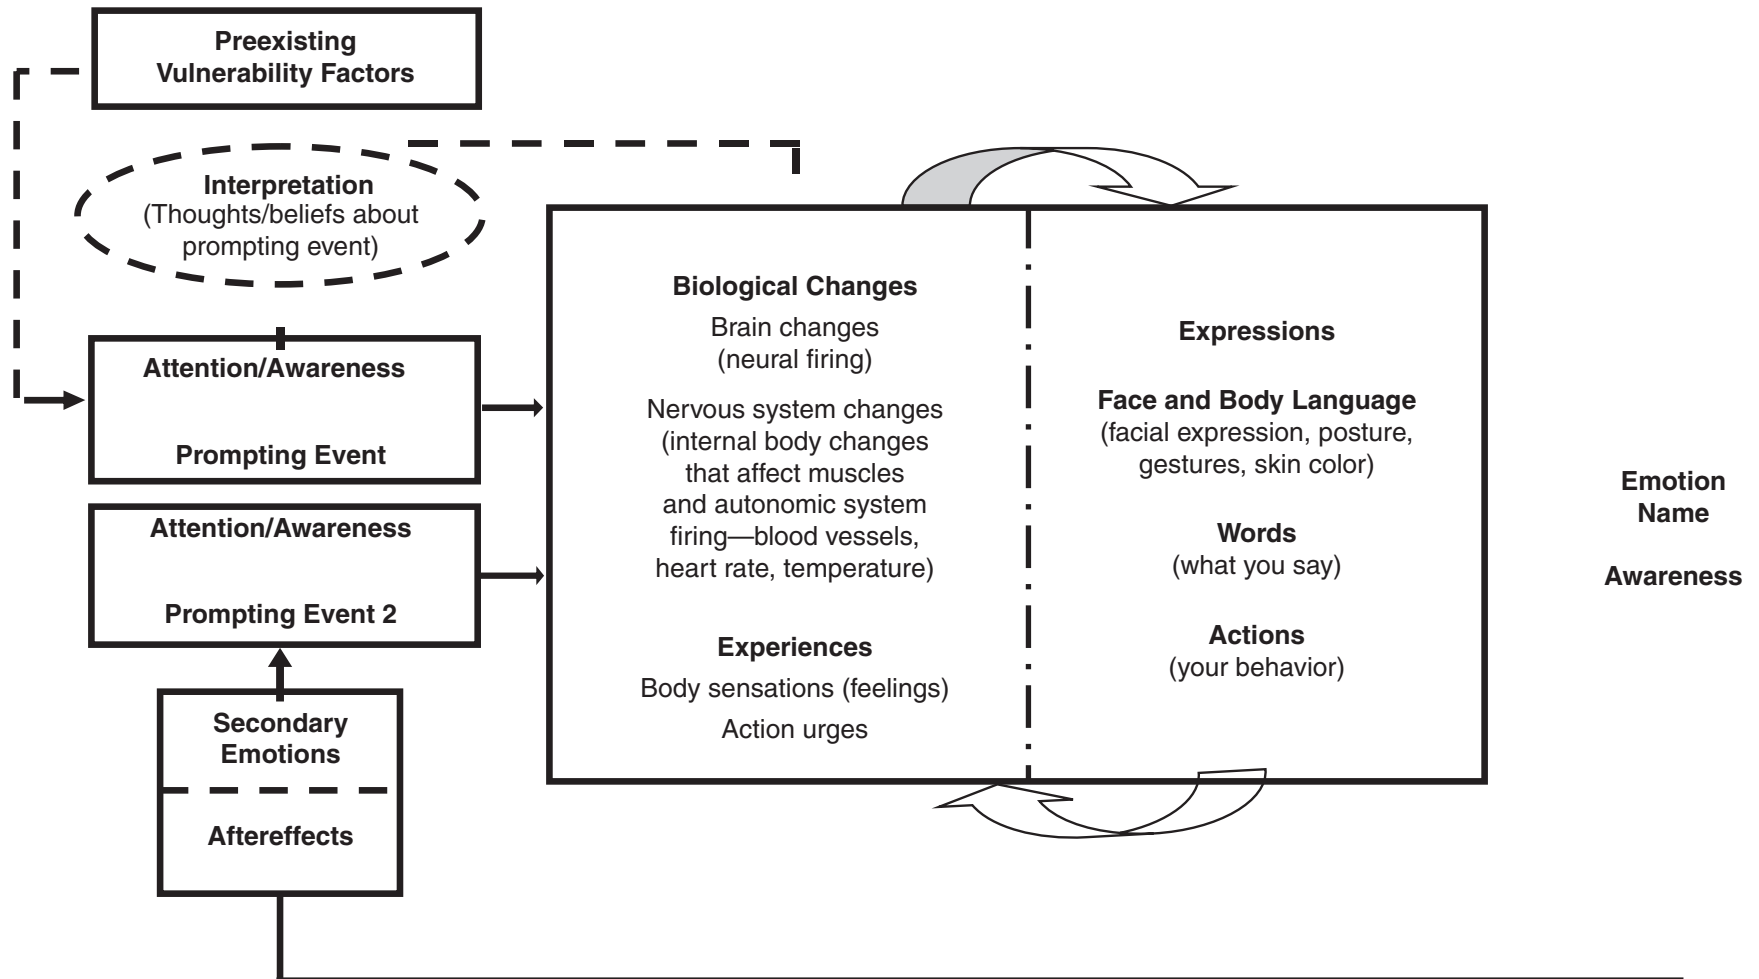 Preexisting
Vulnerability Factors
Interpretation
(Thoughts/beliefs about
prompting event)
Attention/Awareness
Prompting Event
Attention/Awareness
Prompting Event 2
Secondary
Emotions
Aftereffects
Biological Changes
Brain changes
(neural firing)
Nervous system changes
(internal body changes
that affect muscles
and autonomic system
firing—blood vessels,
heart rate, temperature)
Experiences
Body sensations (feelings)
Action urges
Expressions
Face and Body Language
(facial expression, posture,
gestures, skin color)
Words
(what you say)
Actions
(your behavior)
Emotion
Name
Awareness